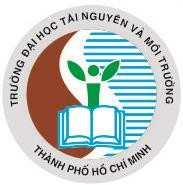 TRƯỜNG ĐẠI HỌC TÀI NGUYÊN VÀ MÔI TRƯỜNG
THÀNH PHỐ HỒ CHÍ MINH